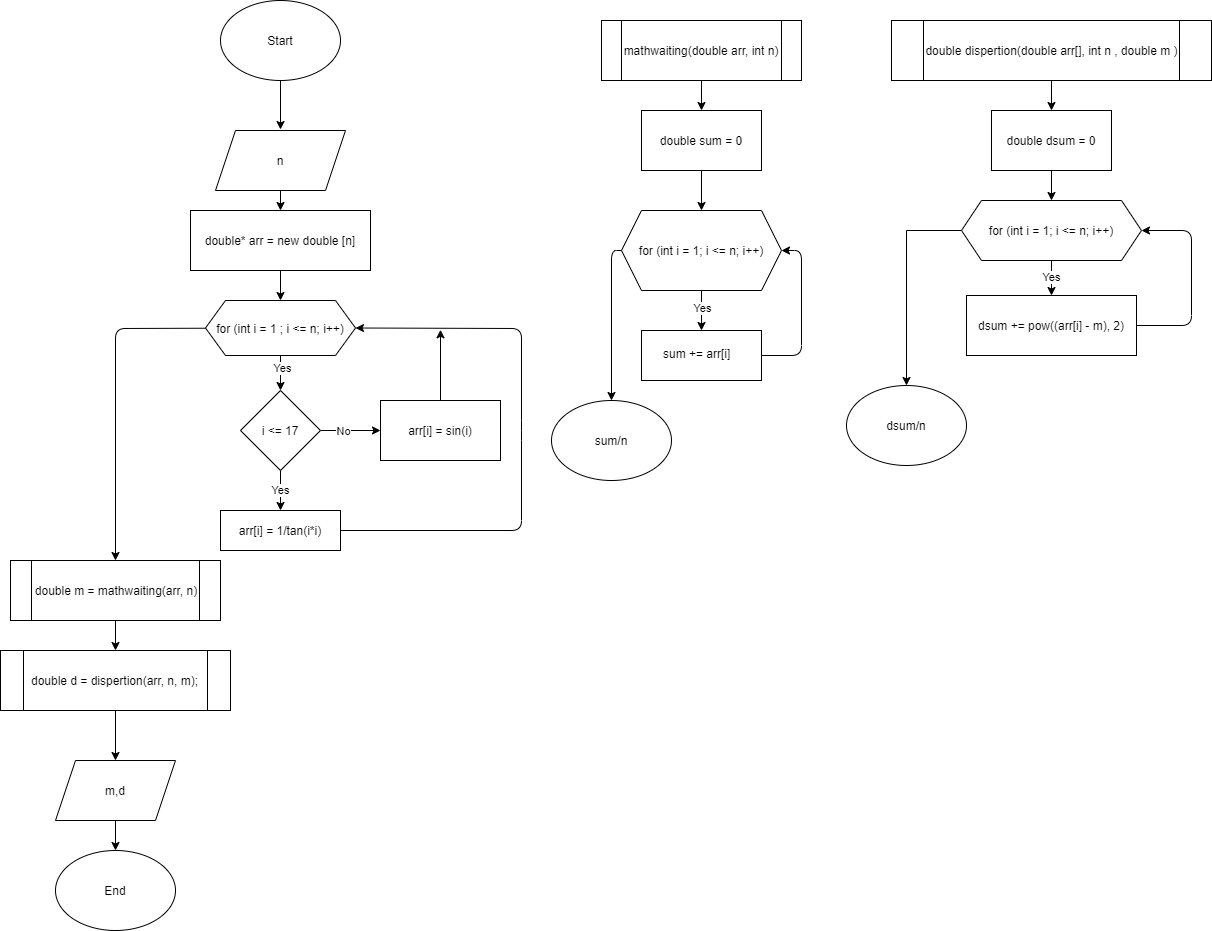 Start
n
double* arr = new double [n]
for (int i = 1 ; i <= n; i++)
Yes
i <= 17
No
arr[i] = sin(i)
Yes
arr[i] = 1/tan(i*i)
double m = mathwaiting(arr, n)
double d = dispertion(arr, n, m);
m,d
End
mathwaiting(double arr, int n)
double sum = 0
for (int i = 1; i <= n; i++)
Yes
sum += arr[i]
sum/n
double dispertion(double arr[], int n , double m )
double dsum = 0
for (int i = 1; i <= n; i++)
Yes
dsum += pow((arr[i] - m), 2)
dsum/n